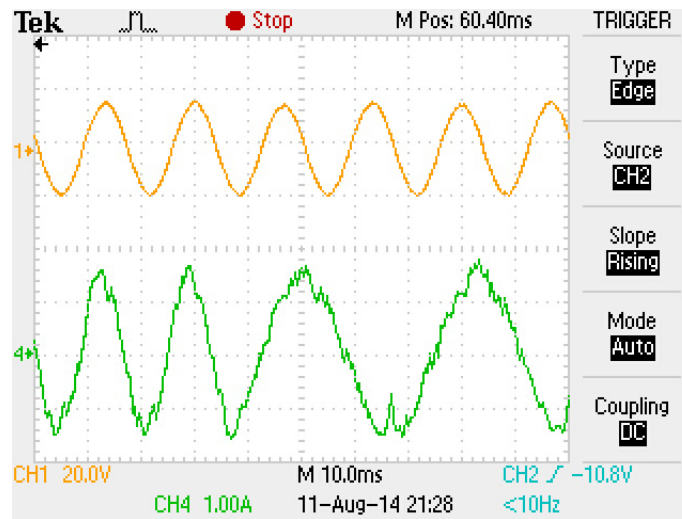 Tek Stop M Pos: 60.40ms TRIGGER
Type
Edge
1
Source
CH2
Slope
Rising
Mode
Auto
4
Coupling
DC
CH1 20.0V M 10.0ms CH2 -10.8V
CH4 1.00A 11-Aug-14 21:28 <10Hz